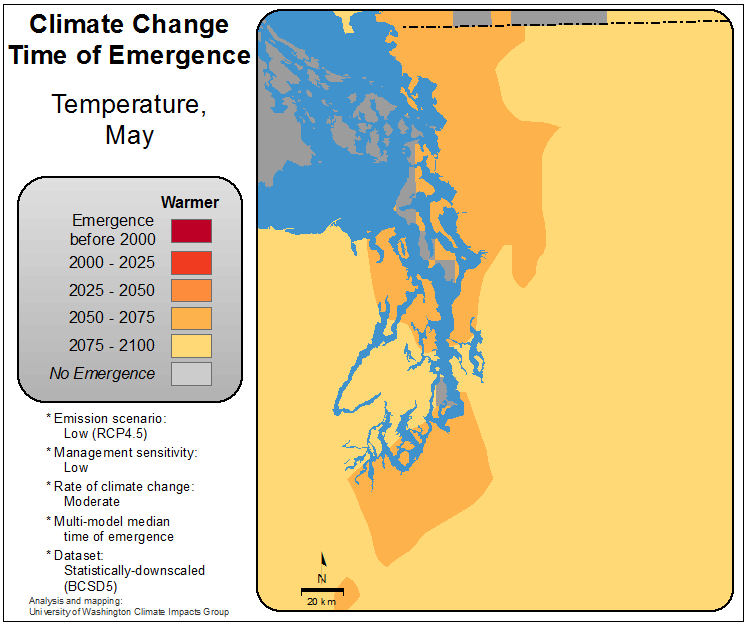 Climate Change
Time of Emergence
Temperature,
May
Warmer
Emergence
before 2000
2000 - 2025
2025 - 2050
2050 - 2075
2075 - 2100
No Emergence
* Emission scenario:
Low (RCP4.5)
* Management sensitivity:
Low
* Rate of climate change:
Moderate
* Multi-model median
time of emergence
* Dataset:
Statistically-downscaled
(BCSD5)
Analysis and mapping:
University of Washington Climate Impacts Group
N
20 km